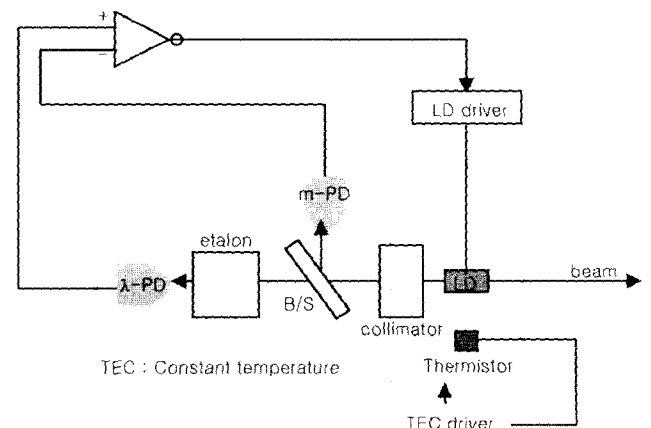 +
−
LD driver
m-PD
etalon
λ-PD
B/S
LD
beam
collimator
TEC : Constant temperature
Thermistor
TEC driver